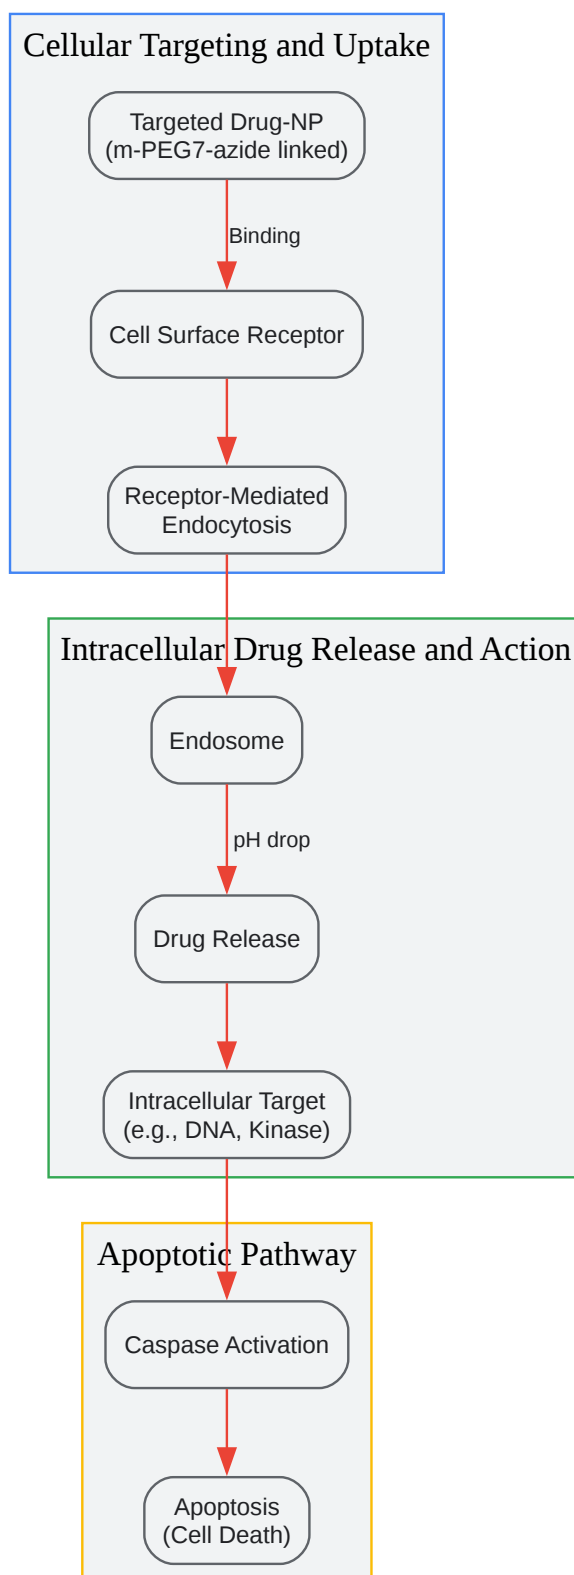 Cellular Targeting and Uptake
Targeted Drug-NP
(m-PEG7-azide linked)
Binding
Cell Surface Receptor
Receptor-Mediated
Endocytosis
Intracellular Drug Release and Action
Endosome
pH drop
Drug Release
Intracellular Target
(e.g., DNA, Kinase)
Apoptotic Pathway
Caspase Activation
Apoptosis
(Cell Death)